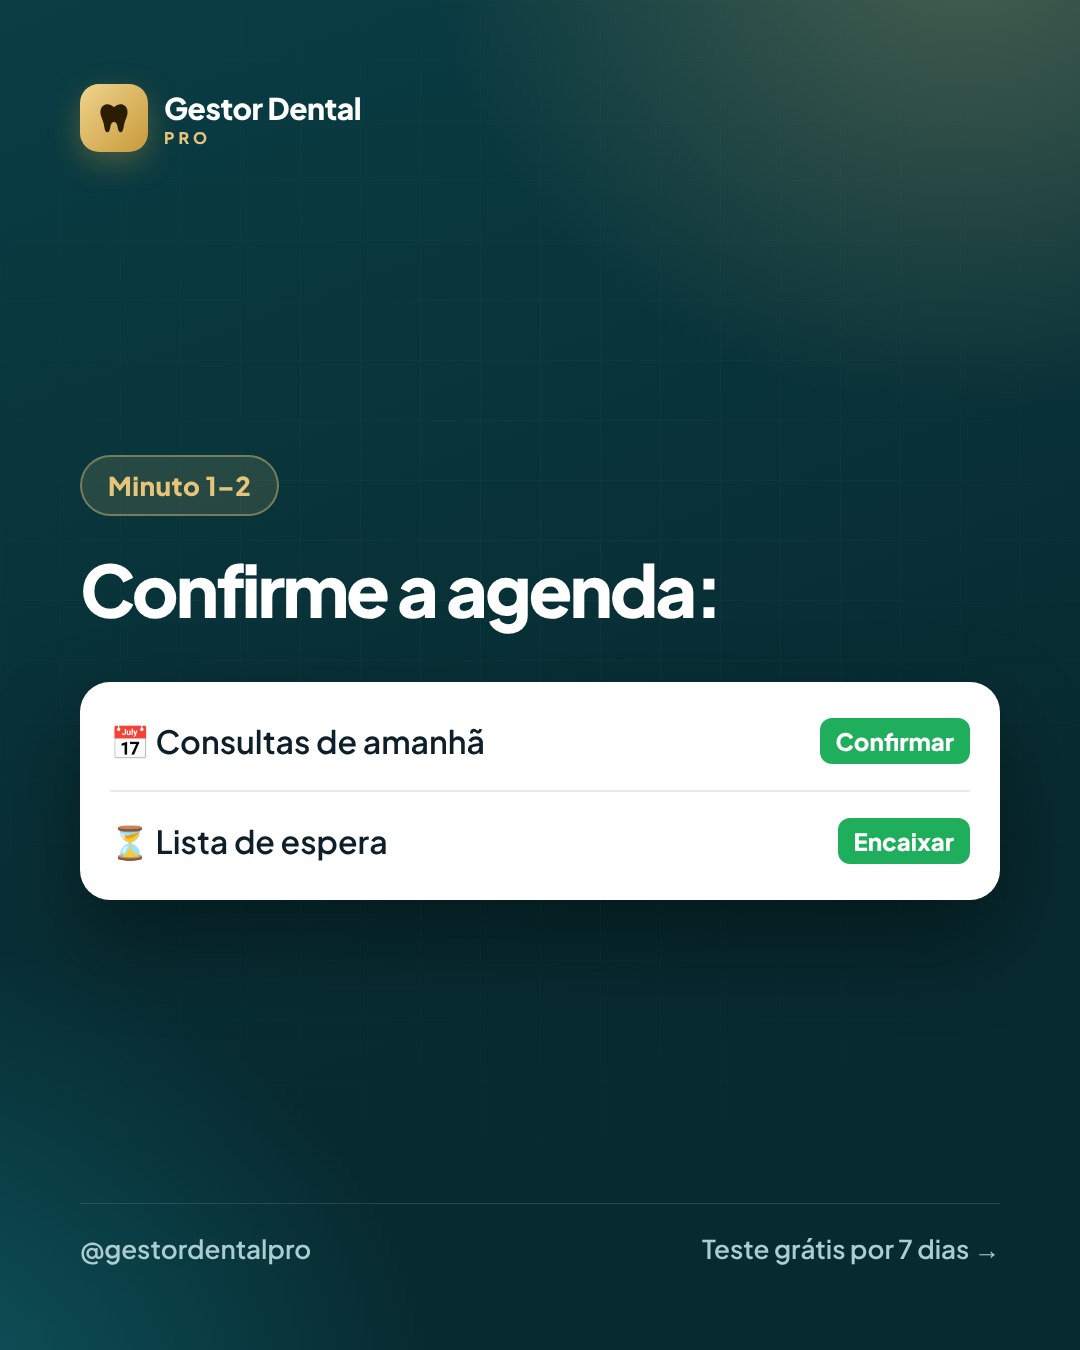 Gestor Dental
PRO
Minuto 1–2
Confirme a agenda:
📅 Consultas de amanhã Confirmar
⏳ Lista de espera Encaixar
@gestordentalpro Teste grátis por 7 dias →